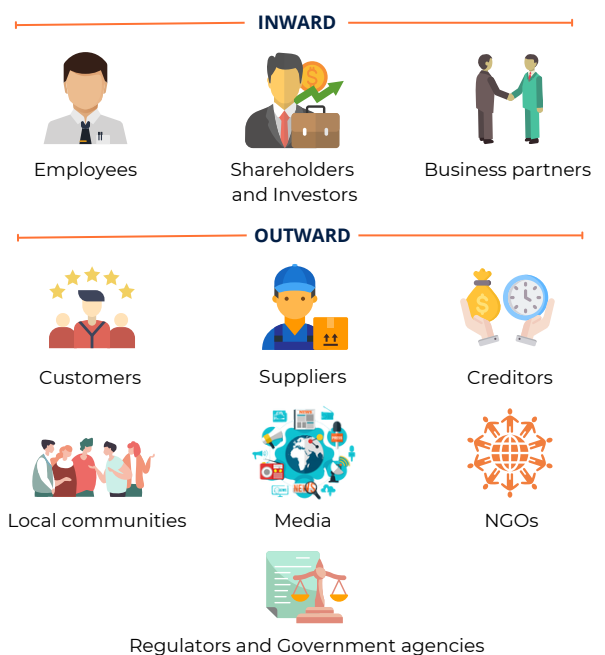 INWARD
Employees
Shareholders
and Investors
Business partners
OUTWARD
Customers
Suppliers
Creditors
Local communities
Media
NGOs
Regulators and Government agencies